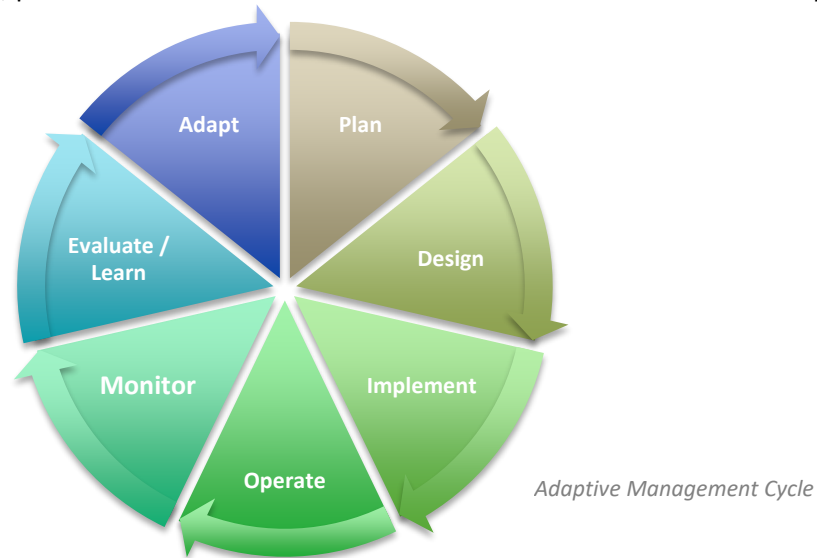 Adapt
Plan
Evaluate /
Learn
Design
Monitor
Implement
Operate
Adaptive Management Cycle